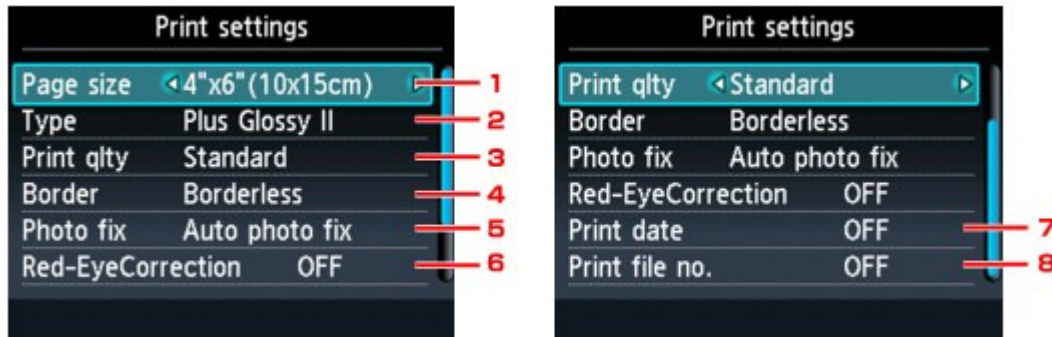 Print settings
Page size 4"x6"(10x15cm) 1
Type Plus Glossy II 2
Print qlty Standard 3
Border Borderless 4
Photo fix Auto photo fix 5
Red-EyeCorrection OFF 6
Print settings
Print qlty Standard
Border Borderless
Photo fix Auto photo fix
Red-EyeCorrection OFF
Print date OFF 7
Print file no. OFF 8